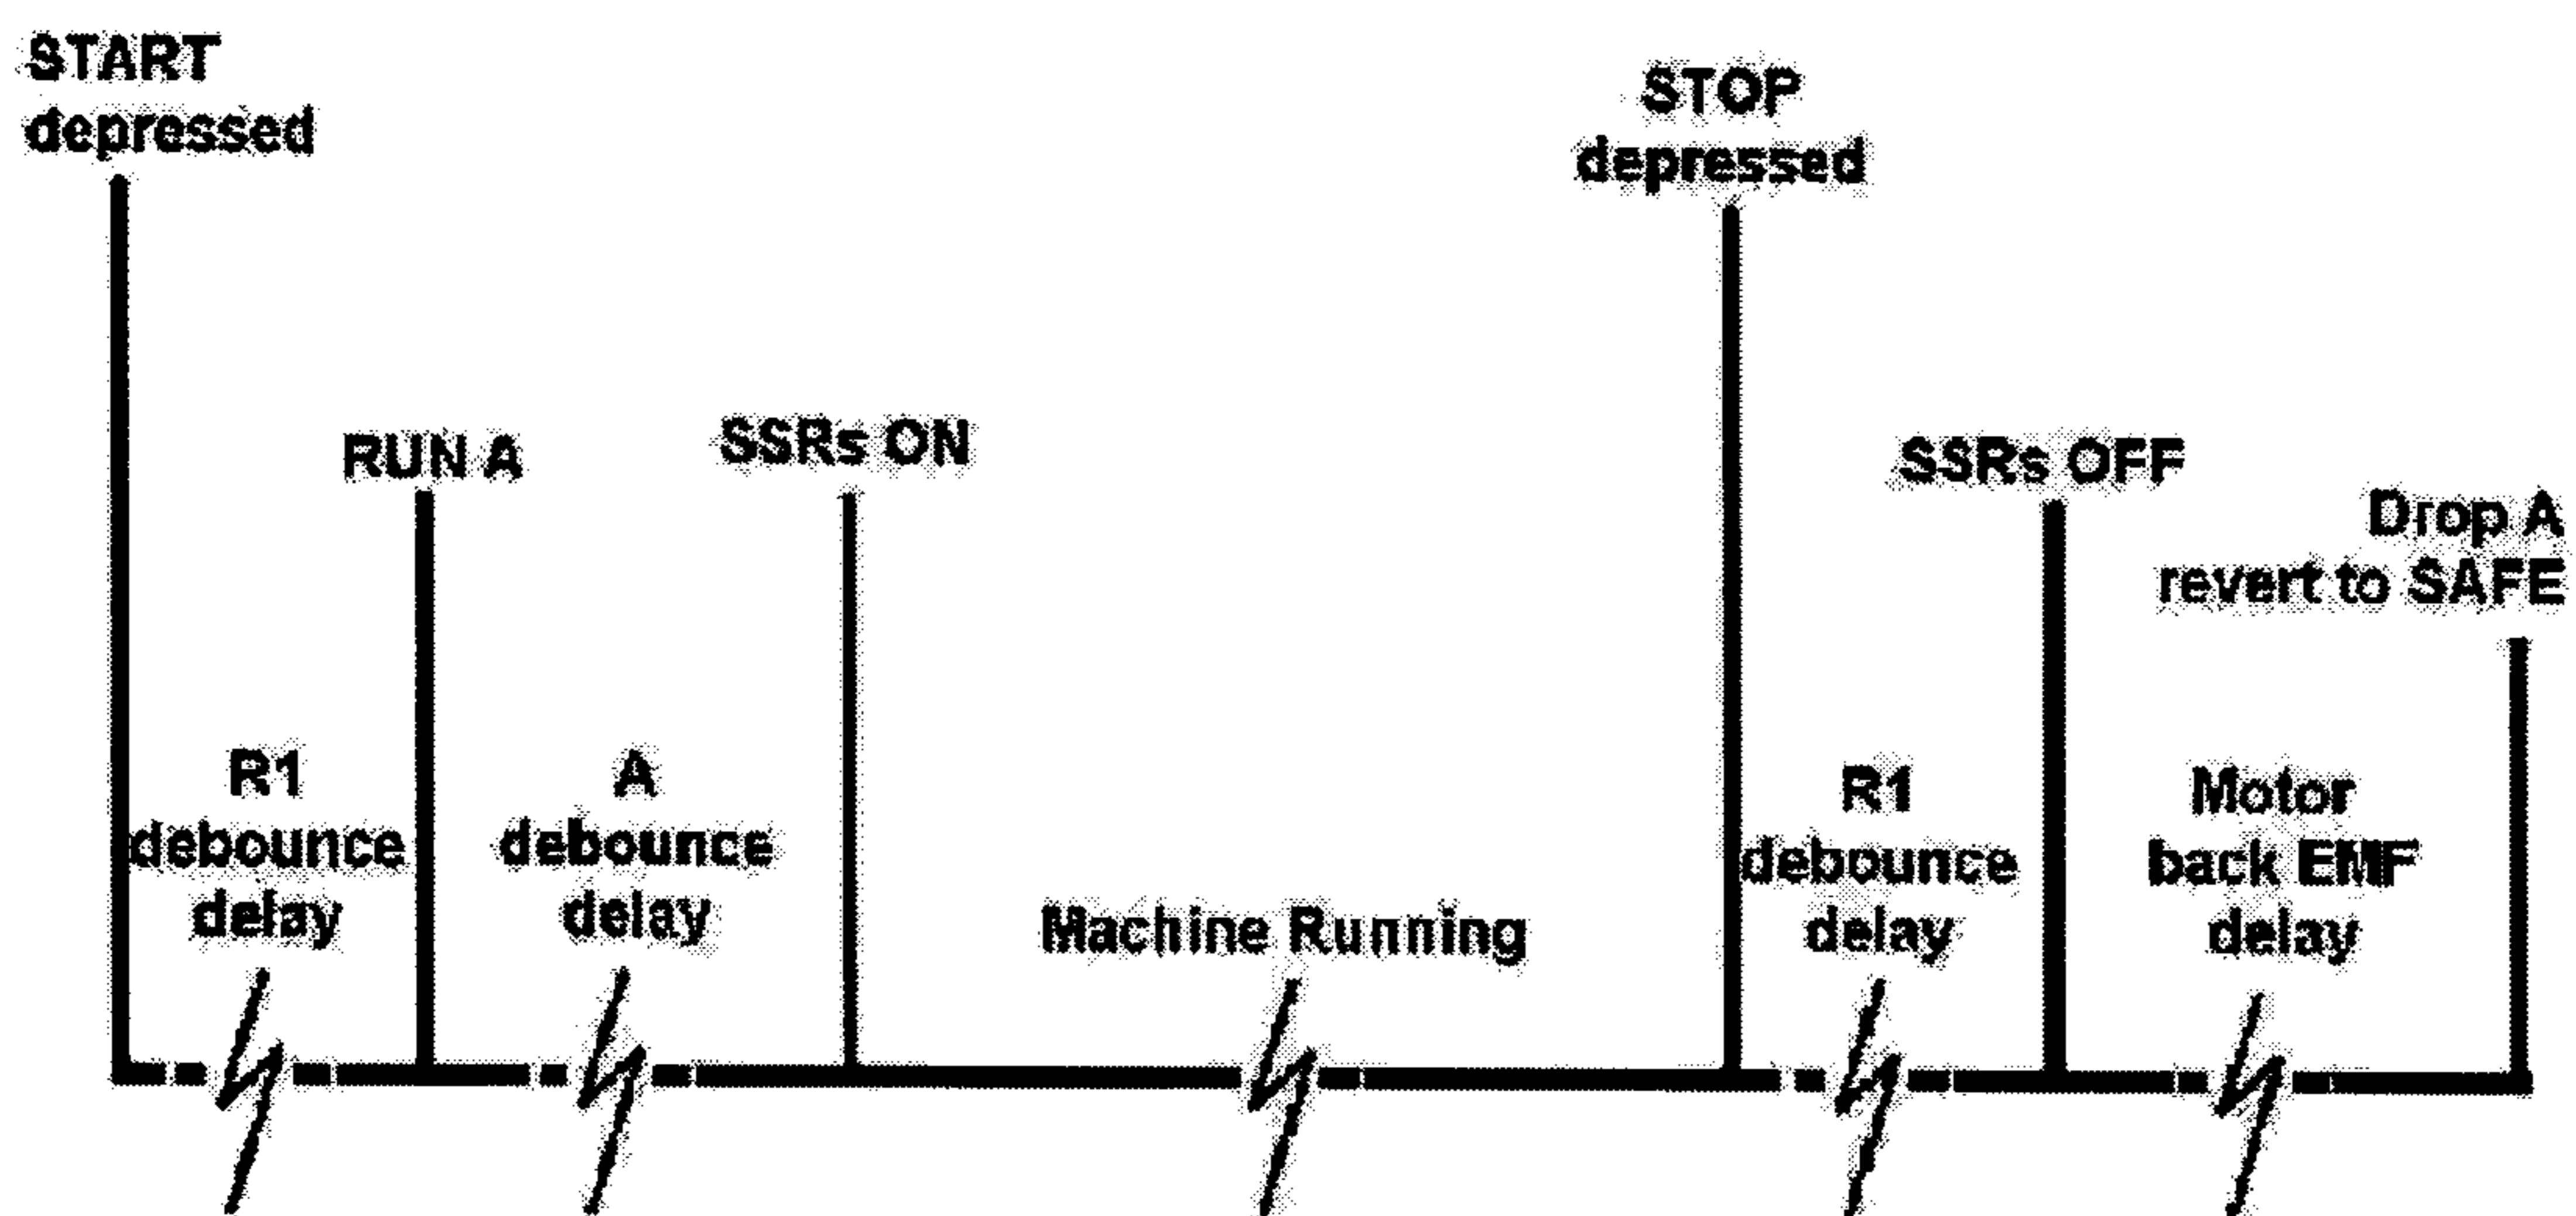 START
depressed
STOP
depressed
RUN A
SSRs ON
SSRs OFF
Drop A
revert to SAFE
R1
debounce
delay
A
debounce
delay
Machine Running
R1
debounce
delay
Motor
back EMF
delay